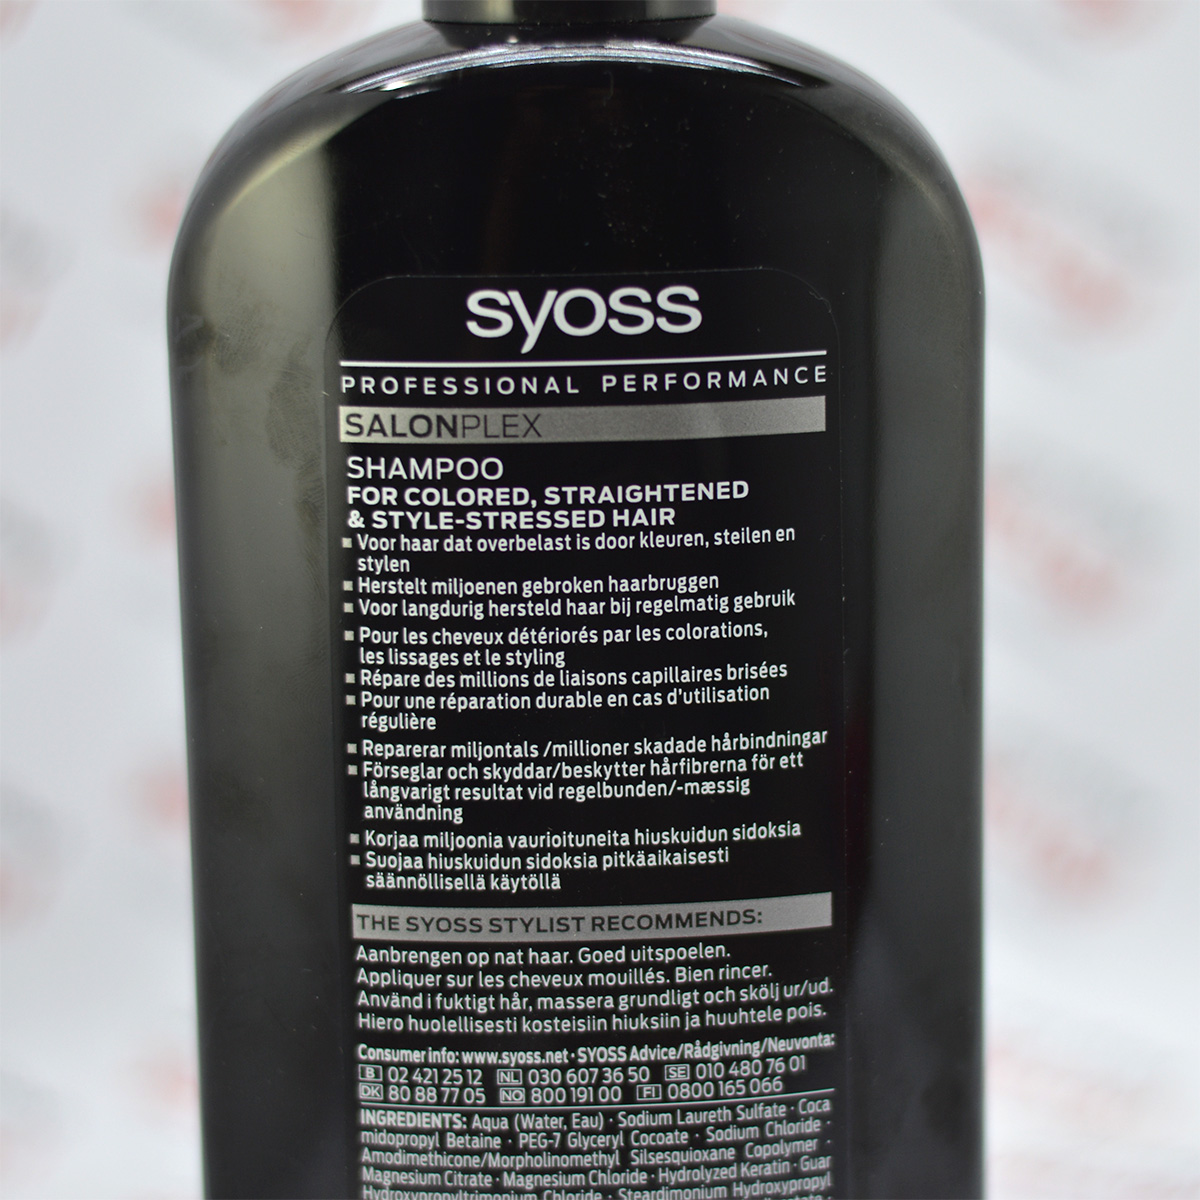 syoss
PROFESSIONAL PERFORMANCE
SALONPLEX
SHAMPOO
FOR COLORED, STRAIGHTENED
& STYLE-STRESSED HAIR
▪ Voor haar dat overbelast is door kleuren, steilen en
stylen
▪ Herstelt miljoenen gebroken haarbruggen
▪ Voor langdurig hersteld haar bij regelmatig gebruik
▪ Pour les cheveux détériorés par les colorations,
les lissages et le styling
▪ Répare des millions de liaisons capillaires brisées
▪ Pour une réparation durable en cas d'utilisation
régulière
▪ Reparerar miljontals /millioner skadade hårbindningar
▪ Förseglar och skyddar/beskytter hårfibrerna för ett
långvarigt resultat vid regelbunden/-mæssig
användning
▪ Korjaa miljoonia vaurioituneita hiuskuidun sidoksia
▪ Suojaa hiuskuidun sidoksia pitkäaikaisesti
säännöllisellä käytöllä
THE SYOSS STYLIST RECOMMENDS:
Aanbrengen op nat haar. Goed uitspoelen.
Appliquer sur les cheveux mouillés. Bien rincer.
Använd i fuktigt hår, massera grundligt och skölj ur/ud.
Hiero huolellisesti kosteisiin hiuksiin ja huuhtele pois.
Consumer info: www.syoss.net · SYOSS Advice/Rådgivning/Neuvonta:
B 02 421 25 12 NL 030 607 36 50 SE 010 480 76 01
DK 80 88 77 05 NO 800 191 00 FI 0800 165 066
INGREDIENTS: Aqua (Water, Eau) · Sodium Laureth Sulfate · Coca
midopropyl Betaine · PEG-7 Glyceryl Cocoate · Sodium Chloride ·
Amodimethicone/Morpholinomethyl Silsesquioxane Copolymer ·
Magnesium Citrate · Magnesium Chloride · Hydrolyzed Keratin · Guar
Hydroxypropyltrimonium Chloride · Steardimonium Hydroxypropyl